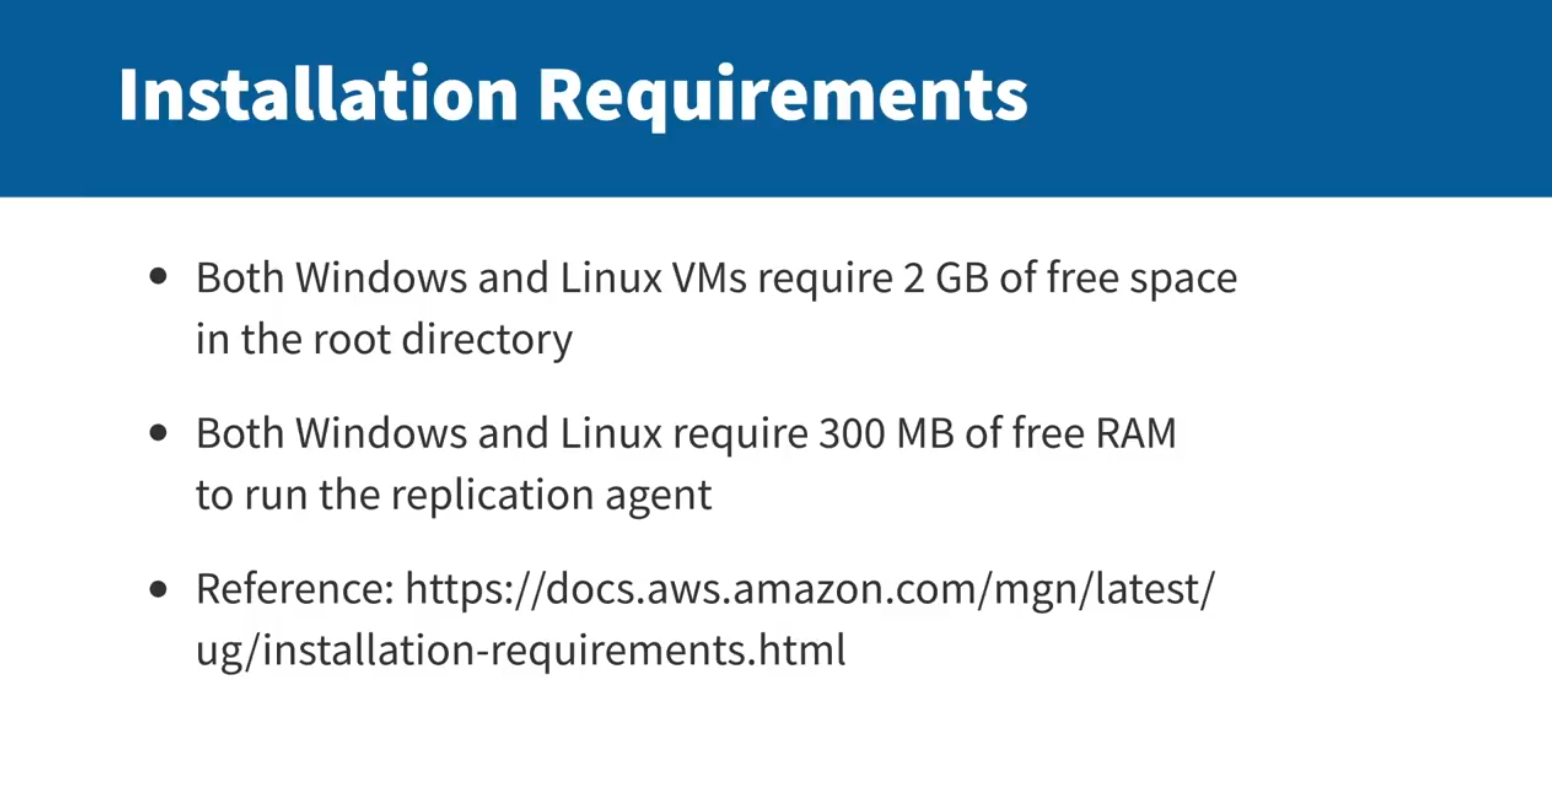 Installation Requirements
• Both Windows and Linux VMs require 2 GB of free space
in the root directory
• Both Windows and Linux require 300 MB of free RAM
to run the replication agent
• Reference: https://docs.aws.amazon.com/mgn/latest/
ug/installation-requirements.html